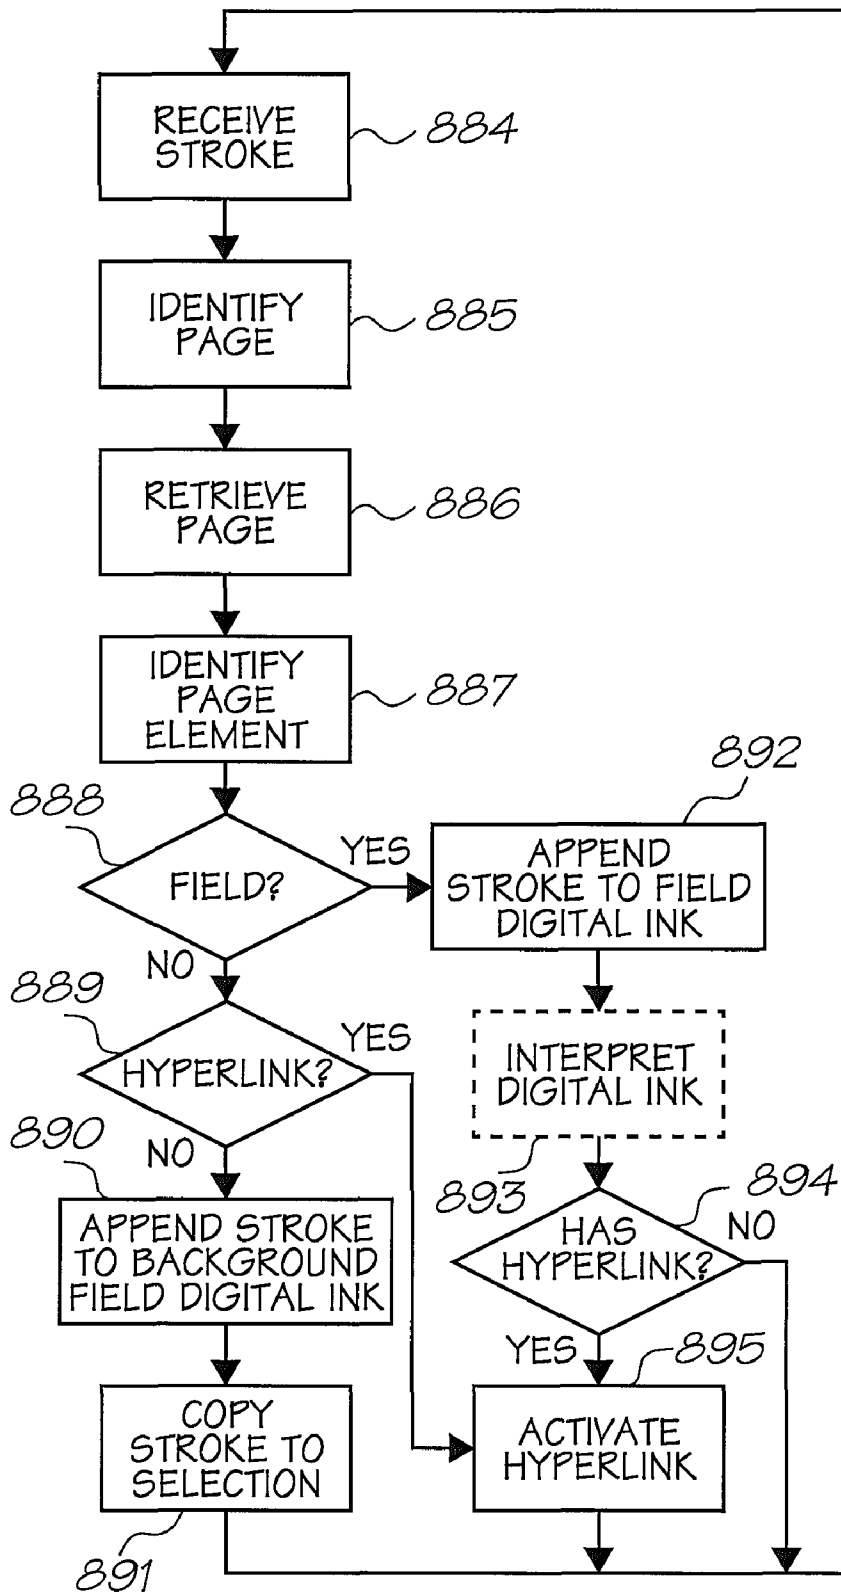 RECEIVE
STROKE
884
IDENTIFY
PAGE
885
RETRIEVE
PAGE
886
IDENTIFY
PAGE
ELEMENT
887
888
FIELD?
YES
NO
892
APPEND
STROKE TO FIELD
DIGITAL INK
889
HYPERLINK?
YES
NO
INTERPRET
DIGITAL INK
893
890
APPEND STROKE
TO BACKGROUND
FIELD DIGITAL INK
894
HAS
HYPERLINK?
NO
YES
COPY
STROKE TO
SELECTION
891
895
ACTIVATE
HYPERLINK